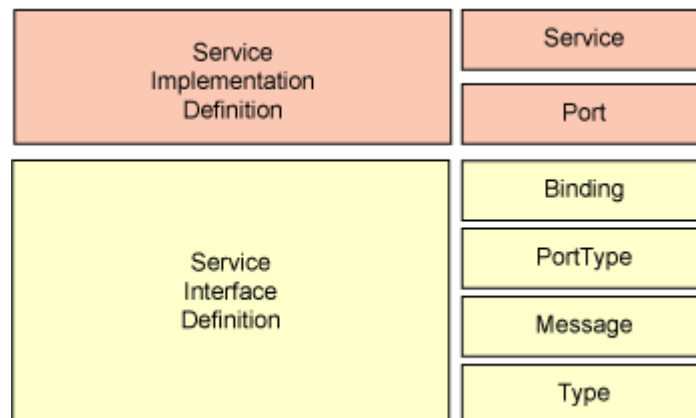 Service
Implementation
Definition
Service
Port
Service
Interface
Definition
Binding
PortType
Message
Type